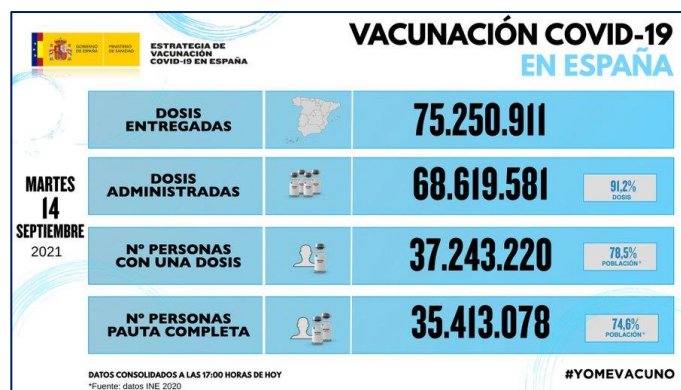 GOBIERNO
DE ESPAÑA
MINISTERIO
DE SANIDAD
ESTRATEGIA DE
VACUNACIÓN
COVID-19 EN ESPAÑA
VACUNACIÓN COVID-19
EN ESPAÑA
MARTES
14
SEPTIEMBRE
2021
DOSIS
ENTREGADAS
75.250.911
DOSIS
ADMINISTRADAS
68.619.581
91,2%
DOSIS
Nº PERSONAS
CON UNA DOSIS
37.243.220
78,5%
POBLACIÓN*
Nº PERSONAS
PAUTA COMPLETA
35.413.078
74,6%
POBLACIÓN*
DATOS CONSOLIDADOS A LAS 17:00 HORAS DE HOY
*Fuente: datos INE 2020
#YOMEVACUNO